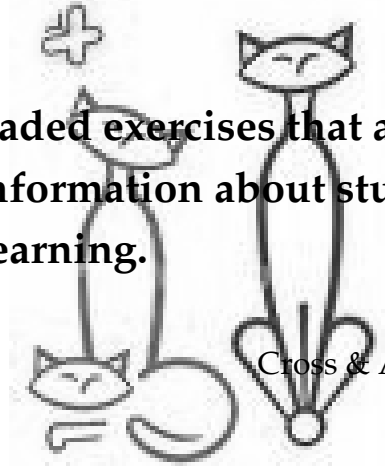 aded exercises that a
nformation about stu
earning.
Cross & A